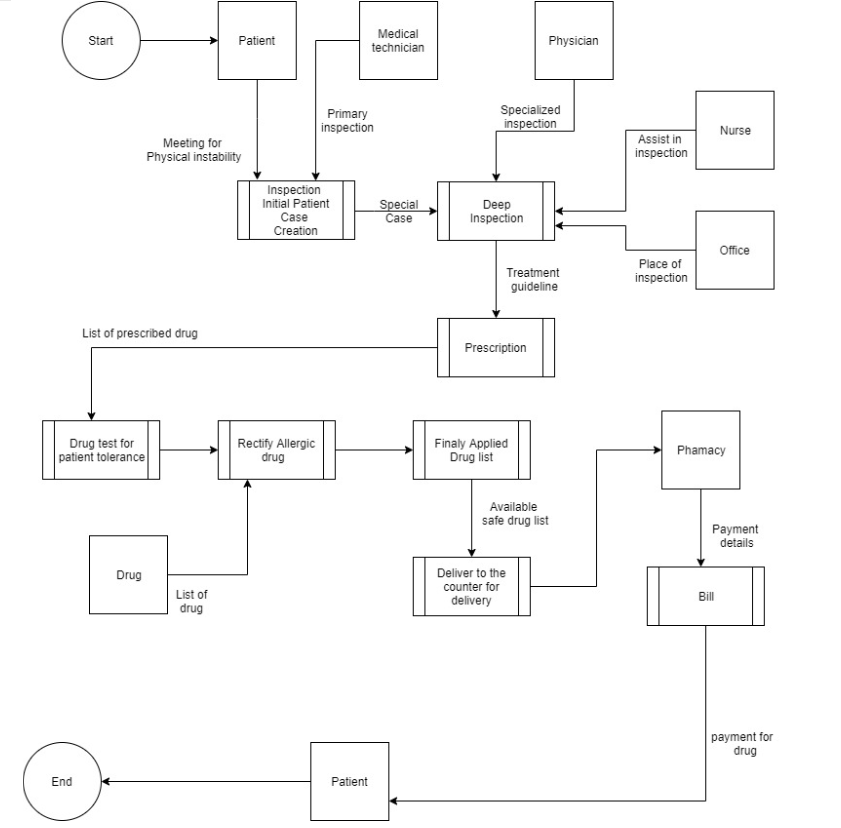 Start
Patient
Medical
technician
Physician
Nurse
Primary
inspection
Specialized
inspection
Assist in
inspection
Meeting for
Physical instability
Inspection
Initial Patient
Case
Creation
Special
Case
Deep
Inspection
Office
Place of
inspection
Treatment
guideline
List of prescribed drug
Prescription
Drug test for
patient tolerance
Rectify Allergic
drug
Finaly Applied
Drug list
Phamacy
Available
safe drug list
Payment
details
Drug
List of
drug
Deliver to the
counter for
delivery
Bill
payment for
drug
End
Patient